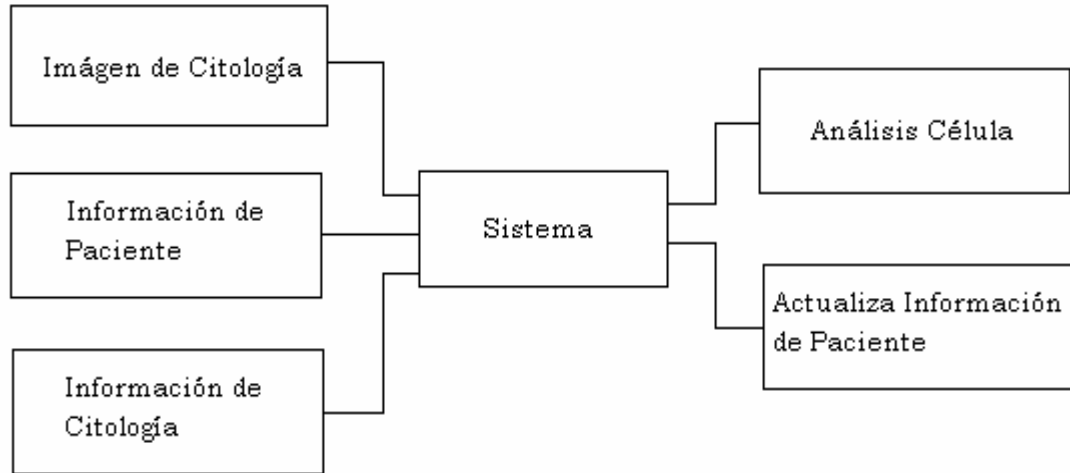 Imágen de Citología
Información de
Paciente
Información de
Citología
Sistema
Análisis Célula
Actualiza Información
de Paciente